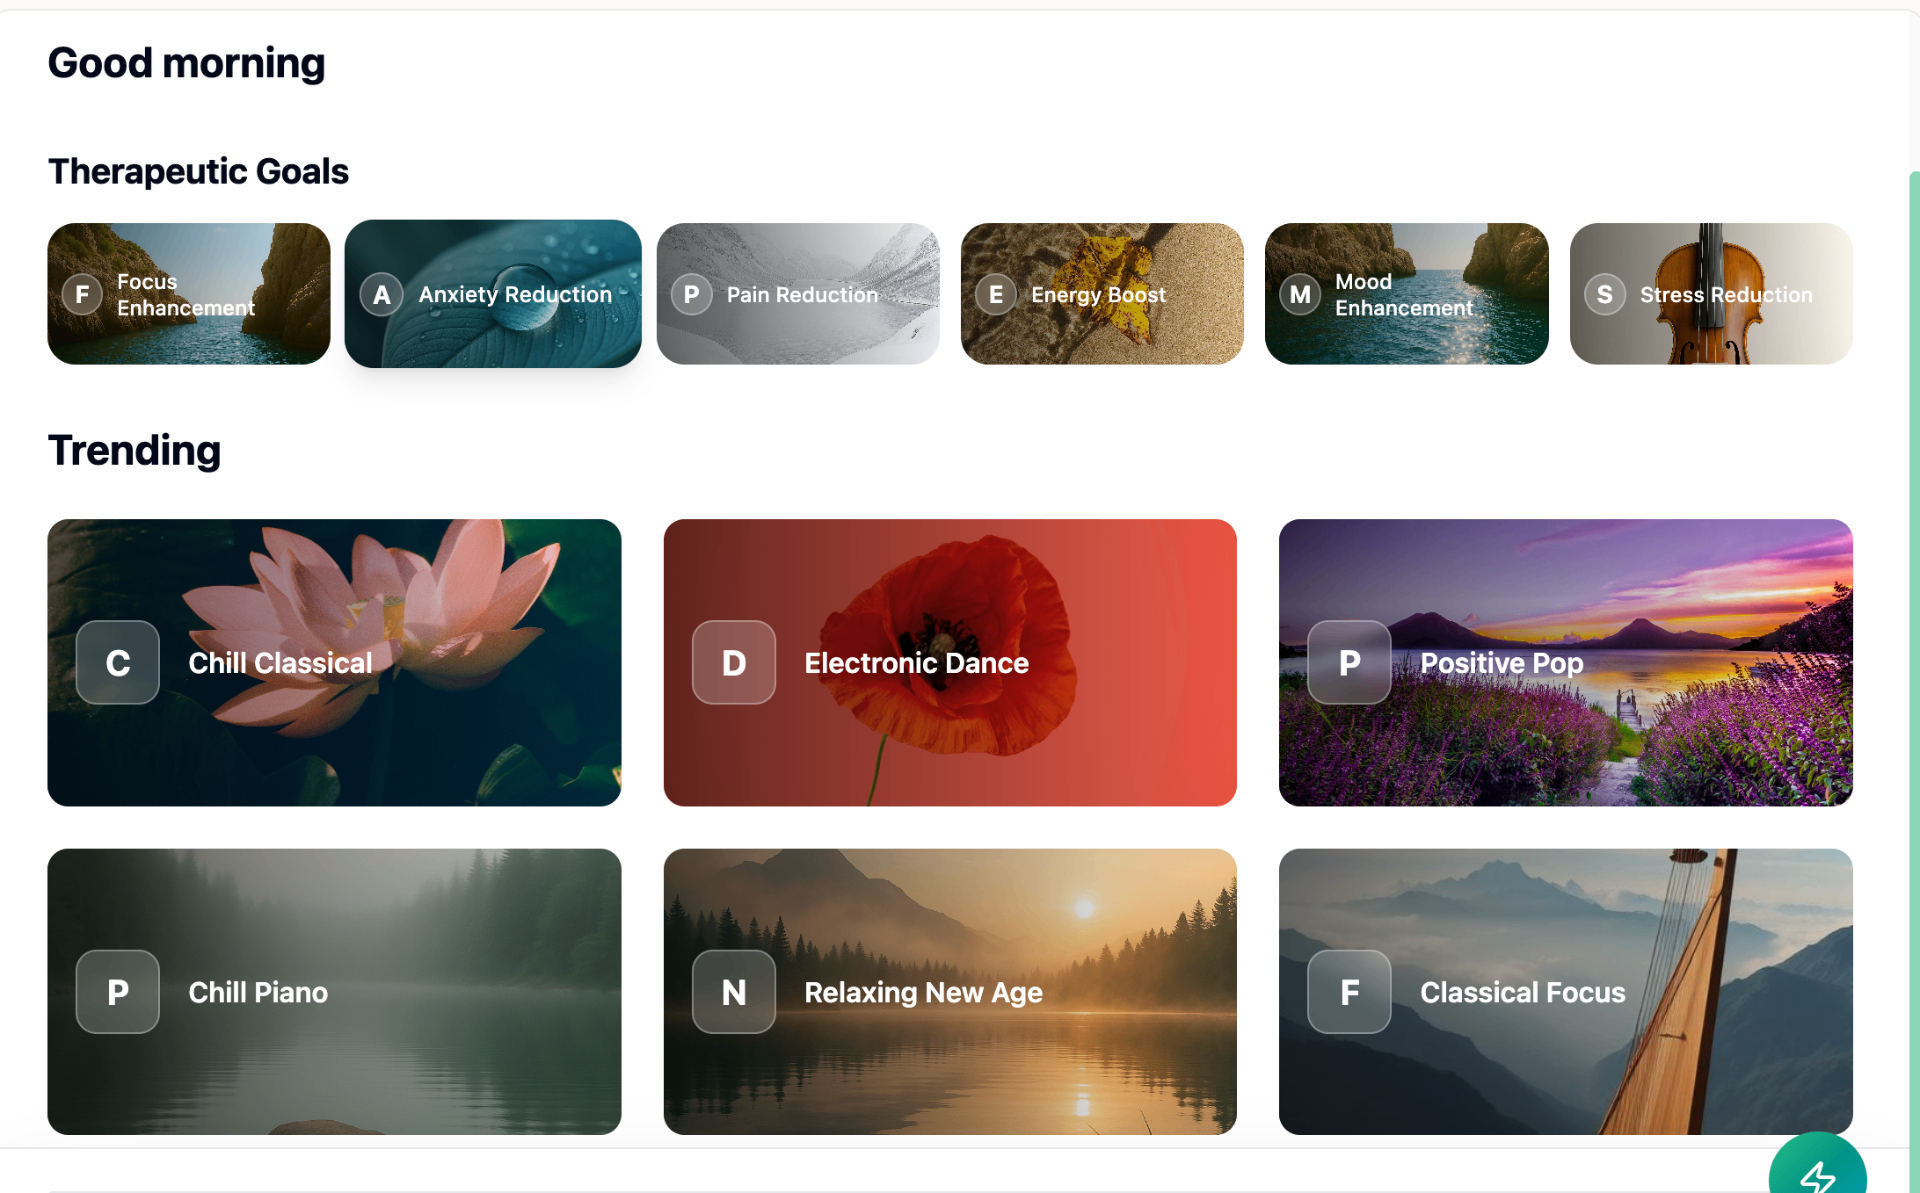 Good morning
Therapeutic Goals
F
Focus
Enhancement
A
Anxiety Reduction
P
Pain Reduction
E
Energy Boost
M
Mood
Enhancement
S
Stress Reduction
Trending
C
Chill Classical
D
Electronic Dance
P
Positive Pop
P
Chill Piano
N
Relaxing New Age
F
Classical Focus